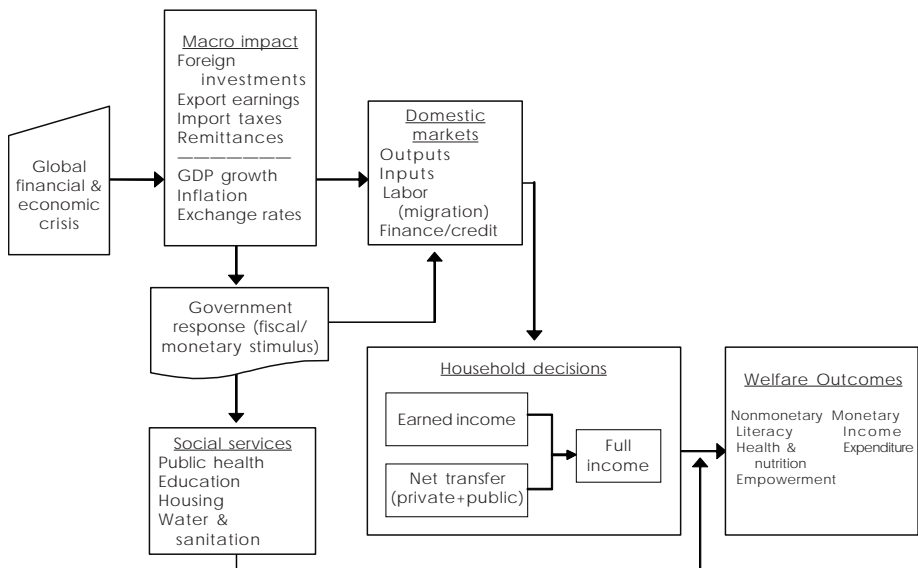 Global
financial &
economic
crisis
Macro impact
Foreign
investments
Export earnings
Import taxes
Remittances
GDP growth
Inflation
Exchange rates
Domestic
markets
Outputs
Inputs
Labor
(migration)
Finance/credit
Government
response (fiscal/
monetary stimulus)
Social services
Public health
Education
Housing
Water &
sanitation
Household decisions
Earned income
Net transfer
(private+public)
Full
income
Welfare Outcomes
Nonmonetary Monetary
Literacy Income
Health & Expenditure
nutrition
Empowerment